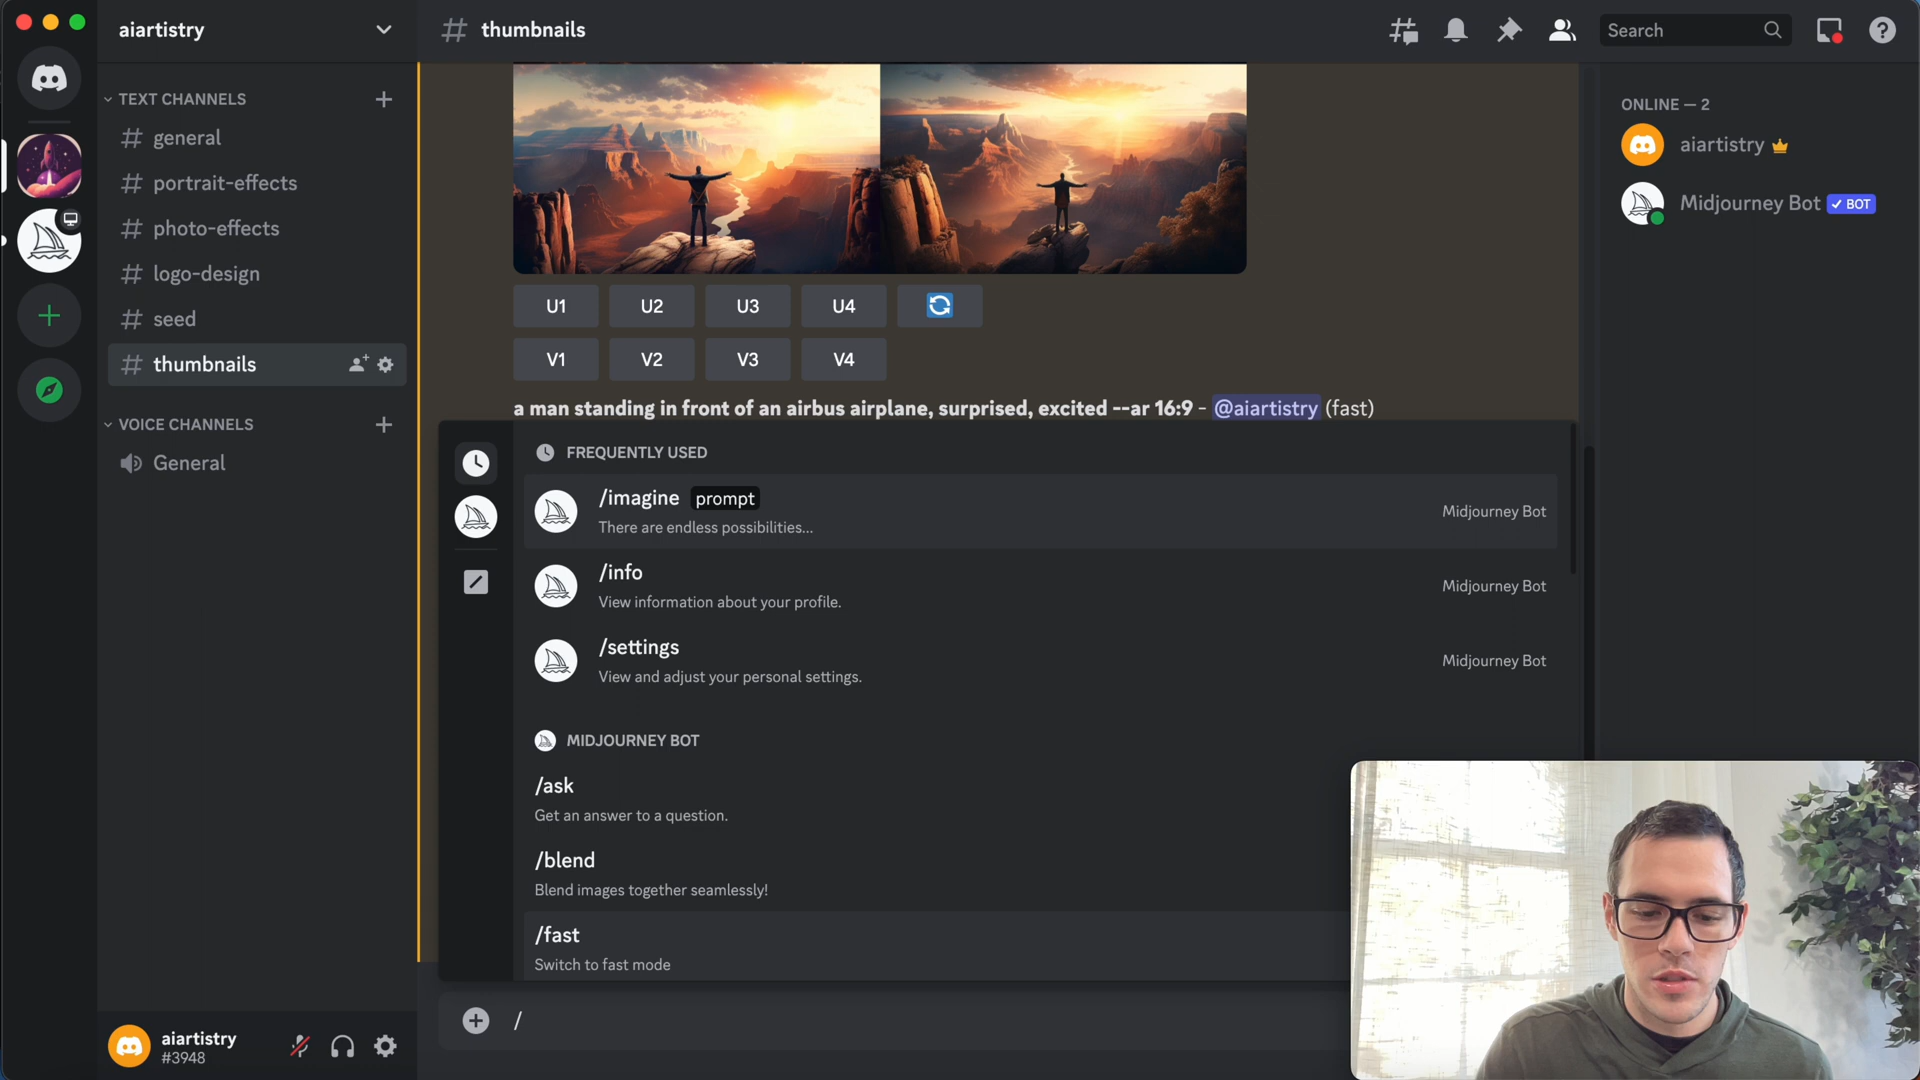 aiartistry
thumbnails
Search
TEXT CHANNELS
general
portrait-effects
photo-effects
logo-design
seed
thumbnails
VOICE CHANNELS
General
aiartistry
#3948
U1 U2 U3 U4
V1 V2 V3 V4
a man standing in front of an airbus airplane, surprised, excited --ar 16:9 - @aiartistry (fast)
FREQUENTLY USED
/imagine prompt
There are endless possibilities...
Midjourney Bot
/info
View information about your profile.
Midjourney Bot
/settings
View and adjust your personal settings.
Midjourney Bot
MIDJOURNEY BOT
/ask
Get an answer to a question.
/blend
Blend images together seamlessly!
/fast
Switch to fast mode
/
ONLINE — 2
aiartistry
Midjourney Bot ✓ BOT